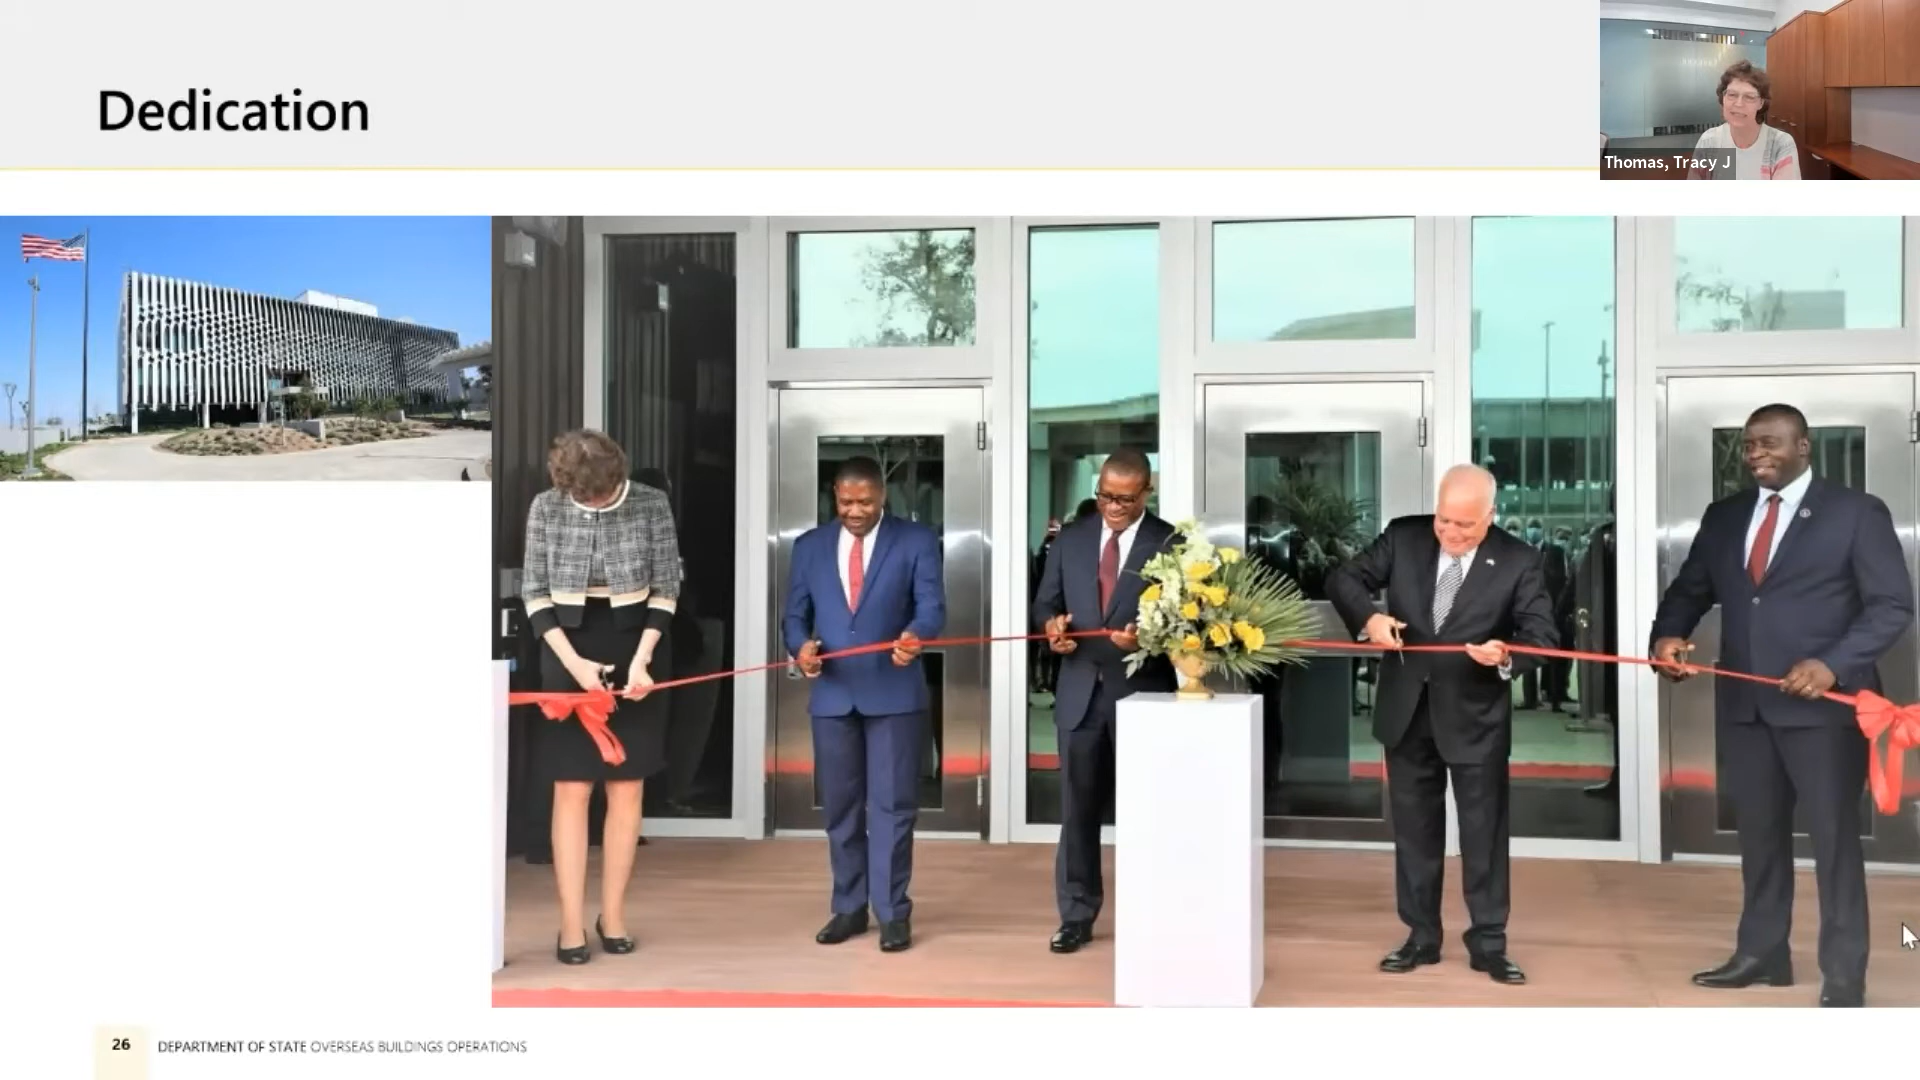 Dedication
Thomas, Tracy J
26 DEPARTMENT OF STATE OVERSEAS BUILDINGS OPERATIONS